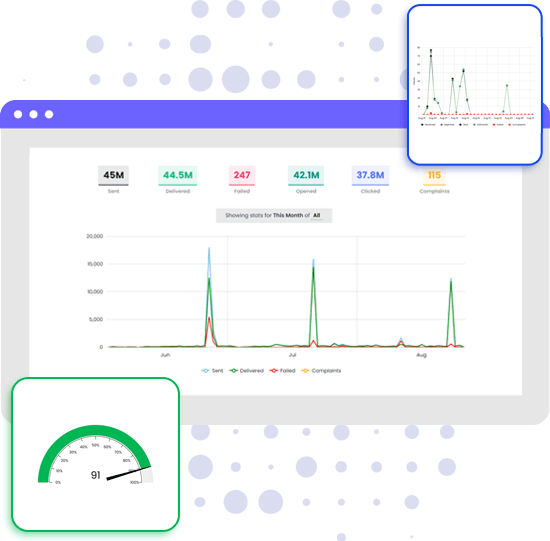 45M 44.5M 247 42.1M 37.8M 115
Sent Delivered Failed Opened Clicked Complaints
Showing stats for This Month of All
20,000
15,000
10,000
5,000
0
Jun Jul Aug
Sent Delivered Failed Complaints
0% 10% 20% 30% 40% 50% 60% 70% 80% 100%
91